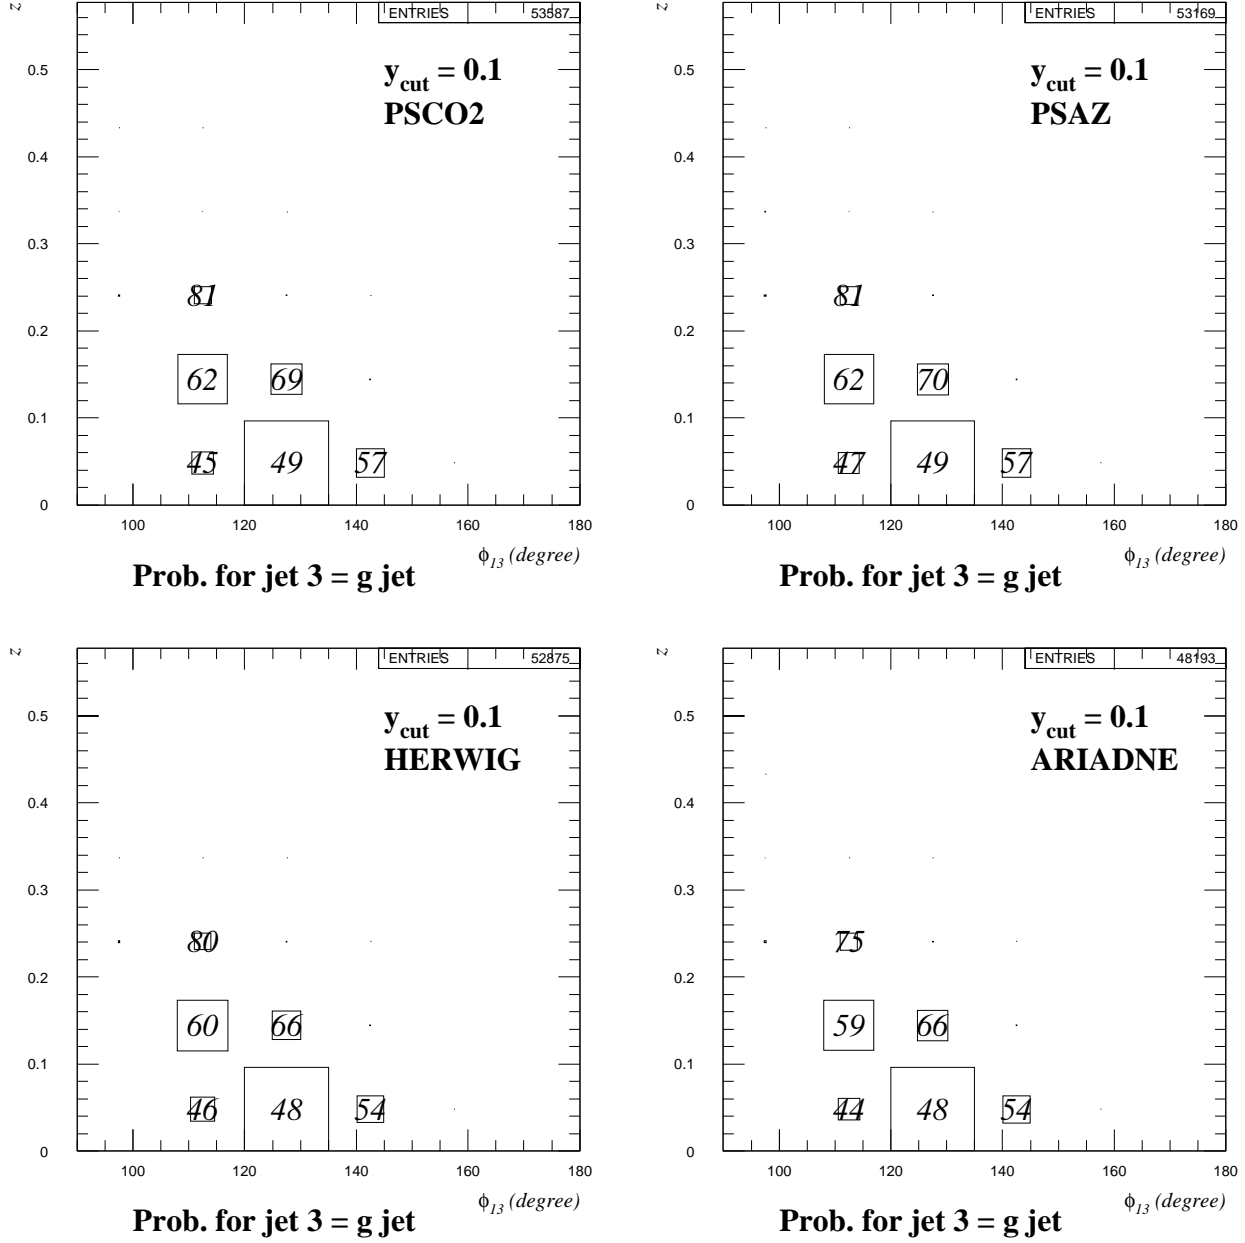 z
ENTRIES 53587
y_cut = 0.1
PSCO2
0.5
0.4
0.3
81
0.2
62 69
0.1
45 49 57
0
100 120 140 160 180
ϕ_13 (degree)
Prob. for jet 3 = g jet
z
ENTRIES 53169
y_cut = 0.1
PSAZ
0.5
0.4
0.3
81
0.2
62 70
0.1
47 49 57
0
100 120 140 160 180
ϕ_13 (degree)
Prob. for jet 3 = g jet
z
ENTRIES 52875
y_cut = 0.1
HERWIG
0.5
0.4
0.3
80
0.2
60 66
0.1
46 48 54
0
100 120 140 160 180
ϕ_13 (degree)
Prob. for jet 3 = g jet
z
ENTRIES 48193
y_cut = 0.1
ARIADNE
0.5
0.4
0.3
75
0.2
59 66
0.1
44 48 54
0
100 120 140 160 180
ϕ_13 (degree)
Prob. for jet 3 = g jet